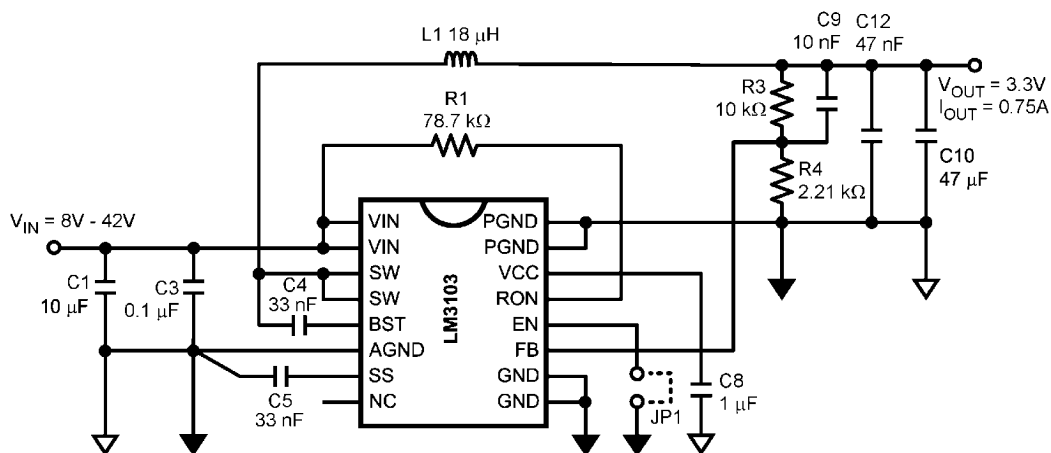 C9 C12
10 nF 47 nF
L1 18 μH
R1
78.7 kΩ
R3
10 kΩ
V_OUT = 3.3V
I_OUT = 0.75A
R4
2.21 kΩ
C10
47 μF
V_IN = 8V - 42V
C1
10 μF
C3
0.1 μF
C4
33 nF
C5
33 nF
LM3103
VIN
VIN
SW
SW
BST
AGND
SS
NC
PGND
PGND
VCC
RON
EN
FB
GND
GND
JP1
C8
1 μF